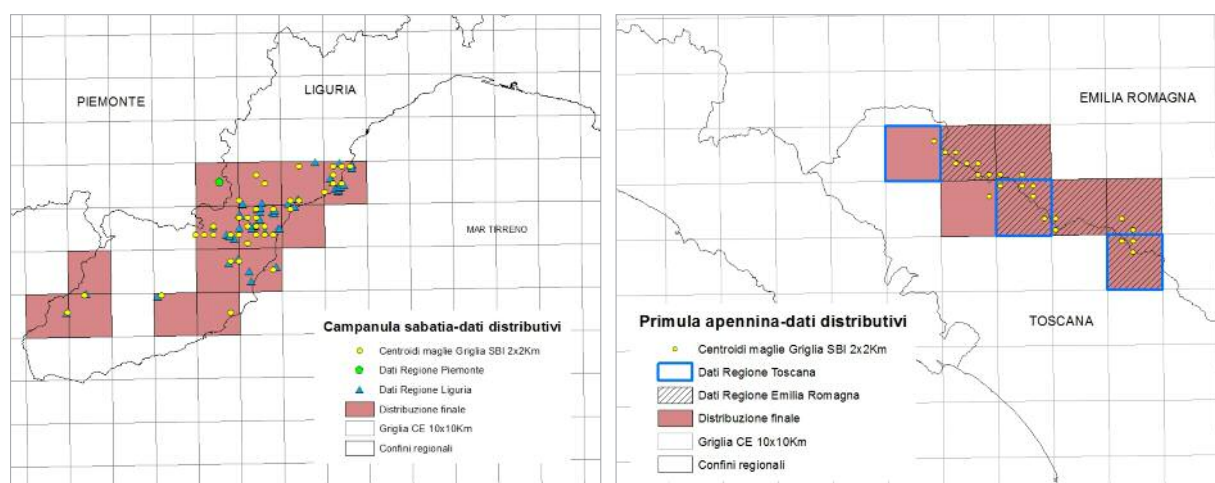 PIEMONTE
LIGURIA
MAR TIRRENO
Campanula sabatia-dati distributivi
Centroidi maglie Griglia SBI 2x2Km
Dati Regione Piemonte
Dati Regione Liguria
Distribuzione finale
Griglia CE 10x10Km
Confini regionali
EMILIA ROMAGNA
TOSCANA
Primula apennina-dati distributivi
Centroidi maglie Griglia SBI 2x2Km
Dati Regione Toscana
Dati Regione Emilia Romagna
Distribuzione finale
Griglia CE 10x10Km
Confini regionali